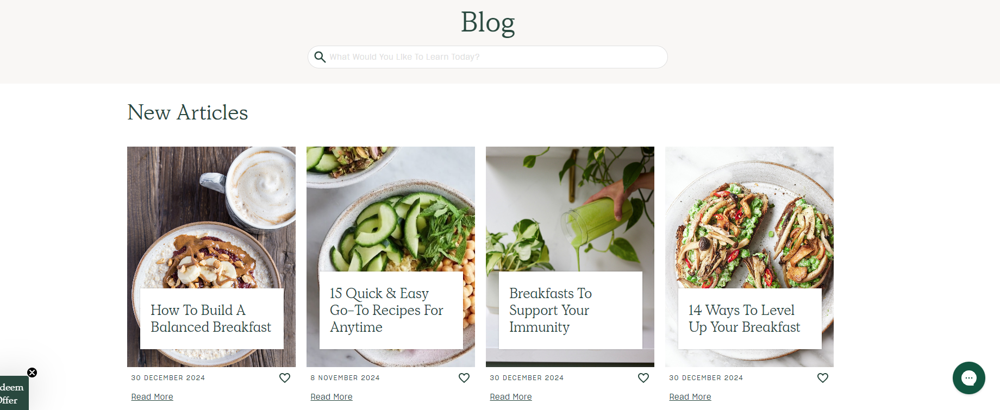 Blog
What Would You Like To Learn Today?
New Articles
How To Build A
Balanced Breakfast
30 DECEMBER 2024
Read More
15 Quick & Easy
Go-To Recipes For
Anytime
8 NOVEMBER 2024
Read More
Breakfasts To
Support Your
Immunity
30 DECEMBER 2024
Read More
14 Ways To Level
Up Your Breakfast
30 DECEMBER 2024
Read More
deem
Offer